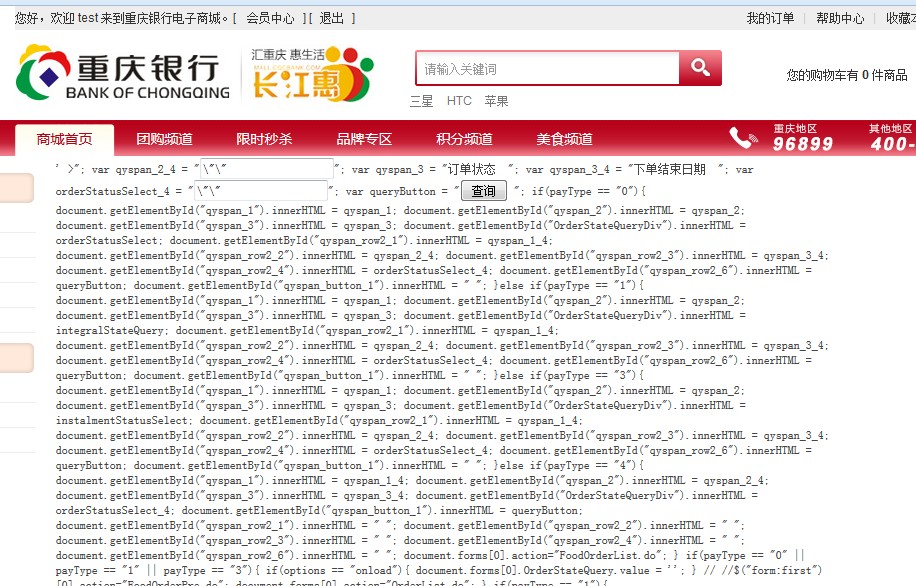 您好，欢迎 test 来到重庆银行电子商城。[ 会员中心 ][ 退出 ]
我的订单 | 帮助中心 | 收藏本
重庆银行
BANK OF CHONGQING
汇重庆 惠生活
长江惠
请输入关键词
您的购物车有 0 件商品
三星 HTC 苹果
商城首页 团购频道 限时秒杀 品牌专区 积分频道 美食频道
重庆地区
96899
其他地区
400-
' >"; var qyspan_2_4 = "\"\""; var qyspan_3 = "订单状态 "; var qyspan_3_4 = "下单结束日期 "; var
orderStatusSelect_4 = "\"\""; var queryButton = "查询 "; if(payType == "0"){
document.getElementById("qyspan_1").innerHTML = qyspan_1; document.getElementById("qyspan_2").innerHTML = qyspan_2;
document.getElementById("qyspan_3").innerHTML = qyspan_3; document.getElementById("OrderStateQueryDiv").innerHTML =
orderStatusSelect; document.getElementById("qyspan_row2_1").innerHTML = qyspan_1_4;
document.getElementById("qyspan_row2_2").innerHTML = qyspan_2_4; document.getElementById("qyspan_row2_3").innerHTML = qyspan_3_4;
document.getElementById("qyspan_row2_4").innerHTML = orderStatusSelect_4; document.getElementById("qyspan_row2_6").innerHTML =
queryButton; document.getElementById("qyspan_button_1").innerHTML = " "; }else if(payType == "1"){
document.getElementById("qyspan_1").innerHTML = qyspan_1; document.getElementById("qyspan_2").innerHTML = qyspan_2;
document.getElementById("qyspan_3").innerHTML = qyspan_3; document.getElementById("OrderStateQueryDiv").innerHTML =
integralStateQuery; document.getElementById("qyspan_row2_1").innerHTML = qyspan_1_4;
document.getElementById("qyspan_row2_2").innerHTML = qyspan_2_4; document.getElementById("qyspan_row2_3").innerHTML = qyspan_3_4;
document.getElementById("qyspan_row2_4").innerHTML = orderStatusSelect_4; document.getElementById("qyspan_row2_6").innerHTML =
queryButton; document.getElementById("qyspan_button_1").innerHTML = " "; }else if(payType == "3"){
document.getElementById("qyspan_1").innerHTML = qyspan_1; document.getElementById("qyspan_2").innerHTML = qyspan_2;
document.getElementById("qyspan_3").innerHTML = qyspan_3; document.getElementById("OrderStateQueryDiv").innerHTML =
instalmentStatusSelect; document.getElementById("qyspan_row2_1").innerHTML = qyspan_1_4;
document.getElementById("qyspan_row2_2").innerHTML = qyspan_2_4; document.getElementById("qyspan_row2_3").innerHTML = qyspan_3_4;
document.getElementById("qyspan_row2_4").innerHTML = orderStatusSelect_4; document.getElementById("qyspan_row2_6").innerHTML =
queryButton; document.getElementById("qyspan_button_1").innerHTML = " "; }else if(payType == "4"){
document.getElementById("qyspan_1").innerHTML = qyspan_1_4; document.getElementById("qyspan_2").innerHTML = qyspan_2_4;
document.getElementById("qyspan_3").innerHTML = qyspan_3_4; document.getElementById("OrderStateQueryDiv").innerHTML =
orderStatusSelect_4; document.getElementById("qyspan_button_1").innerHTML = queryButton;
document.getElementById("qyspan_row2_1").innerHTML = " "; document.getElementById("qyspan_row2_2").innerHTML = " ";
document.getElementById("qyspan_row2_3").innerHTML = " "; document.getElementById("qyspan_row2_4").innerHTML = " ";
document.getElementById("qyspan_row2_6").innerHTML = " "; document.forms[0].action="FoodOrderList.do"; } if(payType == "0" ||
payType == "1" || payType == "3"){ if(options == "onload"){ document.forms[0].OrderStateQuery.value = ''; } // //$("form:first")
[0].action="FoodOrderPro.do"; document.forms[0].action="OrderList.do"; } if(payType == "1"){